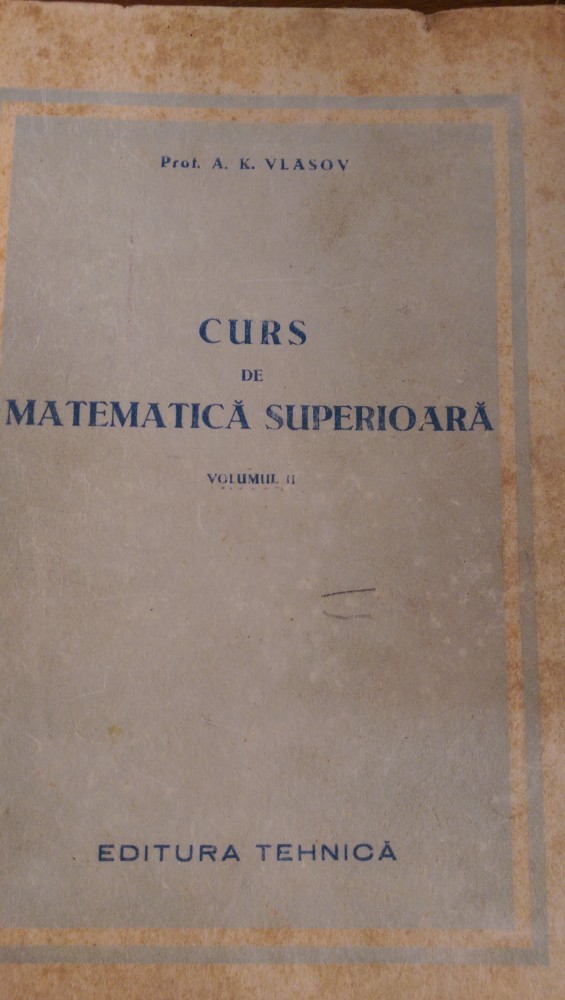 Prof. A. K. VLASOV
CURS
DE
MATEMATICĂ SUPERIOARĂ
VOLUMUL II
EDITURA TEHNICĂ